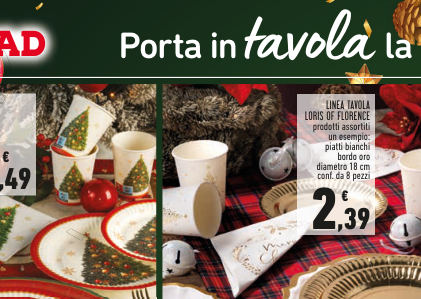 AD
Porta in tavola la
€
,49
LINEA TAVOLA
LORIS OF FLORENCE
prodotti assortiti
un esempio:
piatti bianchi
bordo oro
diametro 18 cm
conf. da 8 pezzi
€
2,39